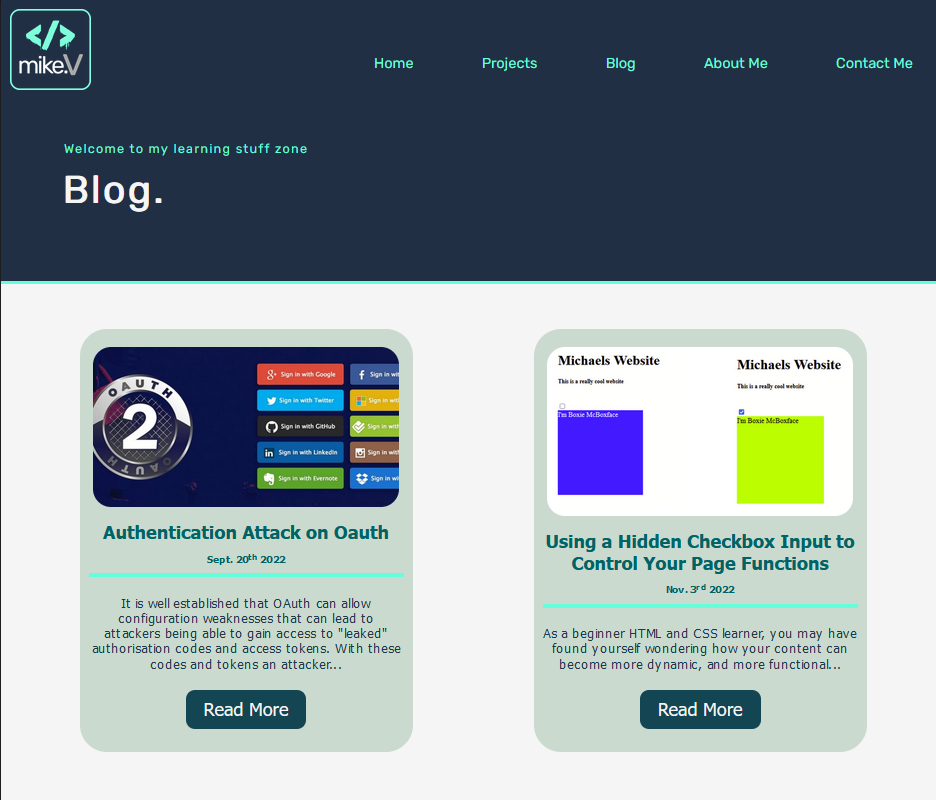 </>
mike.V
Home Projects Blog About Me Contact Me
Welcome to my learning stuff zone
Blog.
OAUTH
2
OAUTH
Sign in with Google
Sign in with Twitter
Sign in with GitHub
Sign in with LinkedIn
Sign in with Evernote
Sign in wit
Sign in
Sign in
Sign in wi
Sign in wit
Authentication Attack on Oauth
Sept. 20th 2022
It is well established that OAuth can allow
configuration weaknesses that can lead to
attackers being able to gain access to "leaked"
authorisation codes and access tokens. With these
codes and tokens an attacker...
Read More
Michaels Website
This is a really cool website
I'm Boxie McBoxface
Michaels Website
This is a really cool website
I'm Boxie McBoxface
Using a Hidden Checkbox Input to
Control Your Page Functions
Nov. 3rd 2022
As a beginner HTML and CSS learner, you may have
found yourself wondering how your content can
become more dynamic, and more functional...
Read More